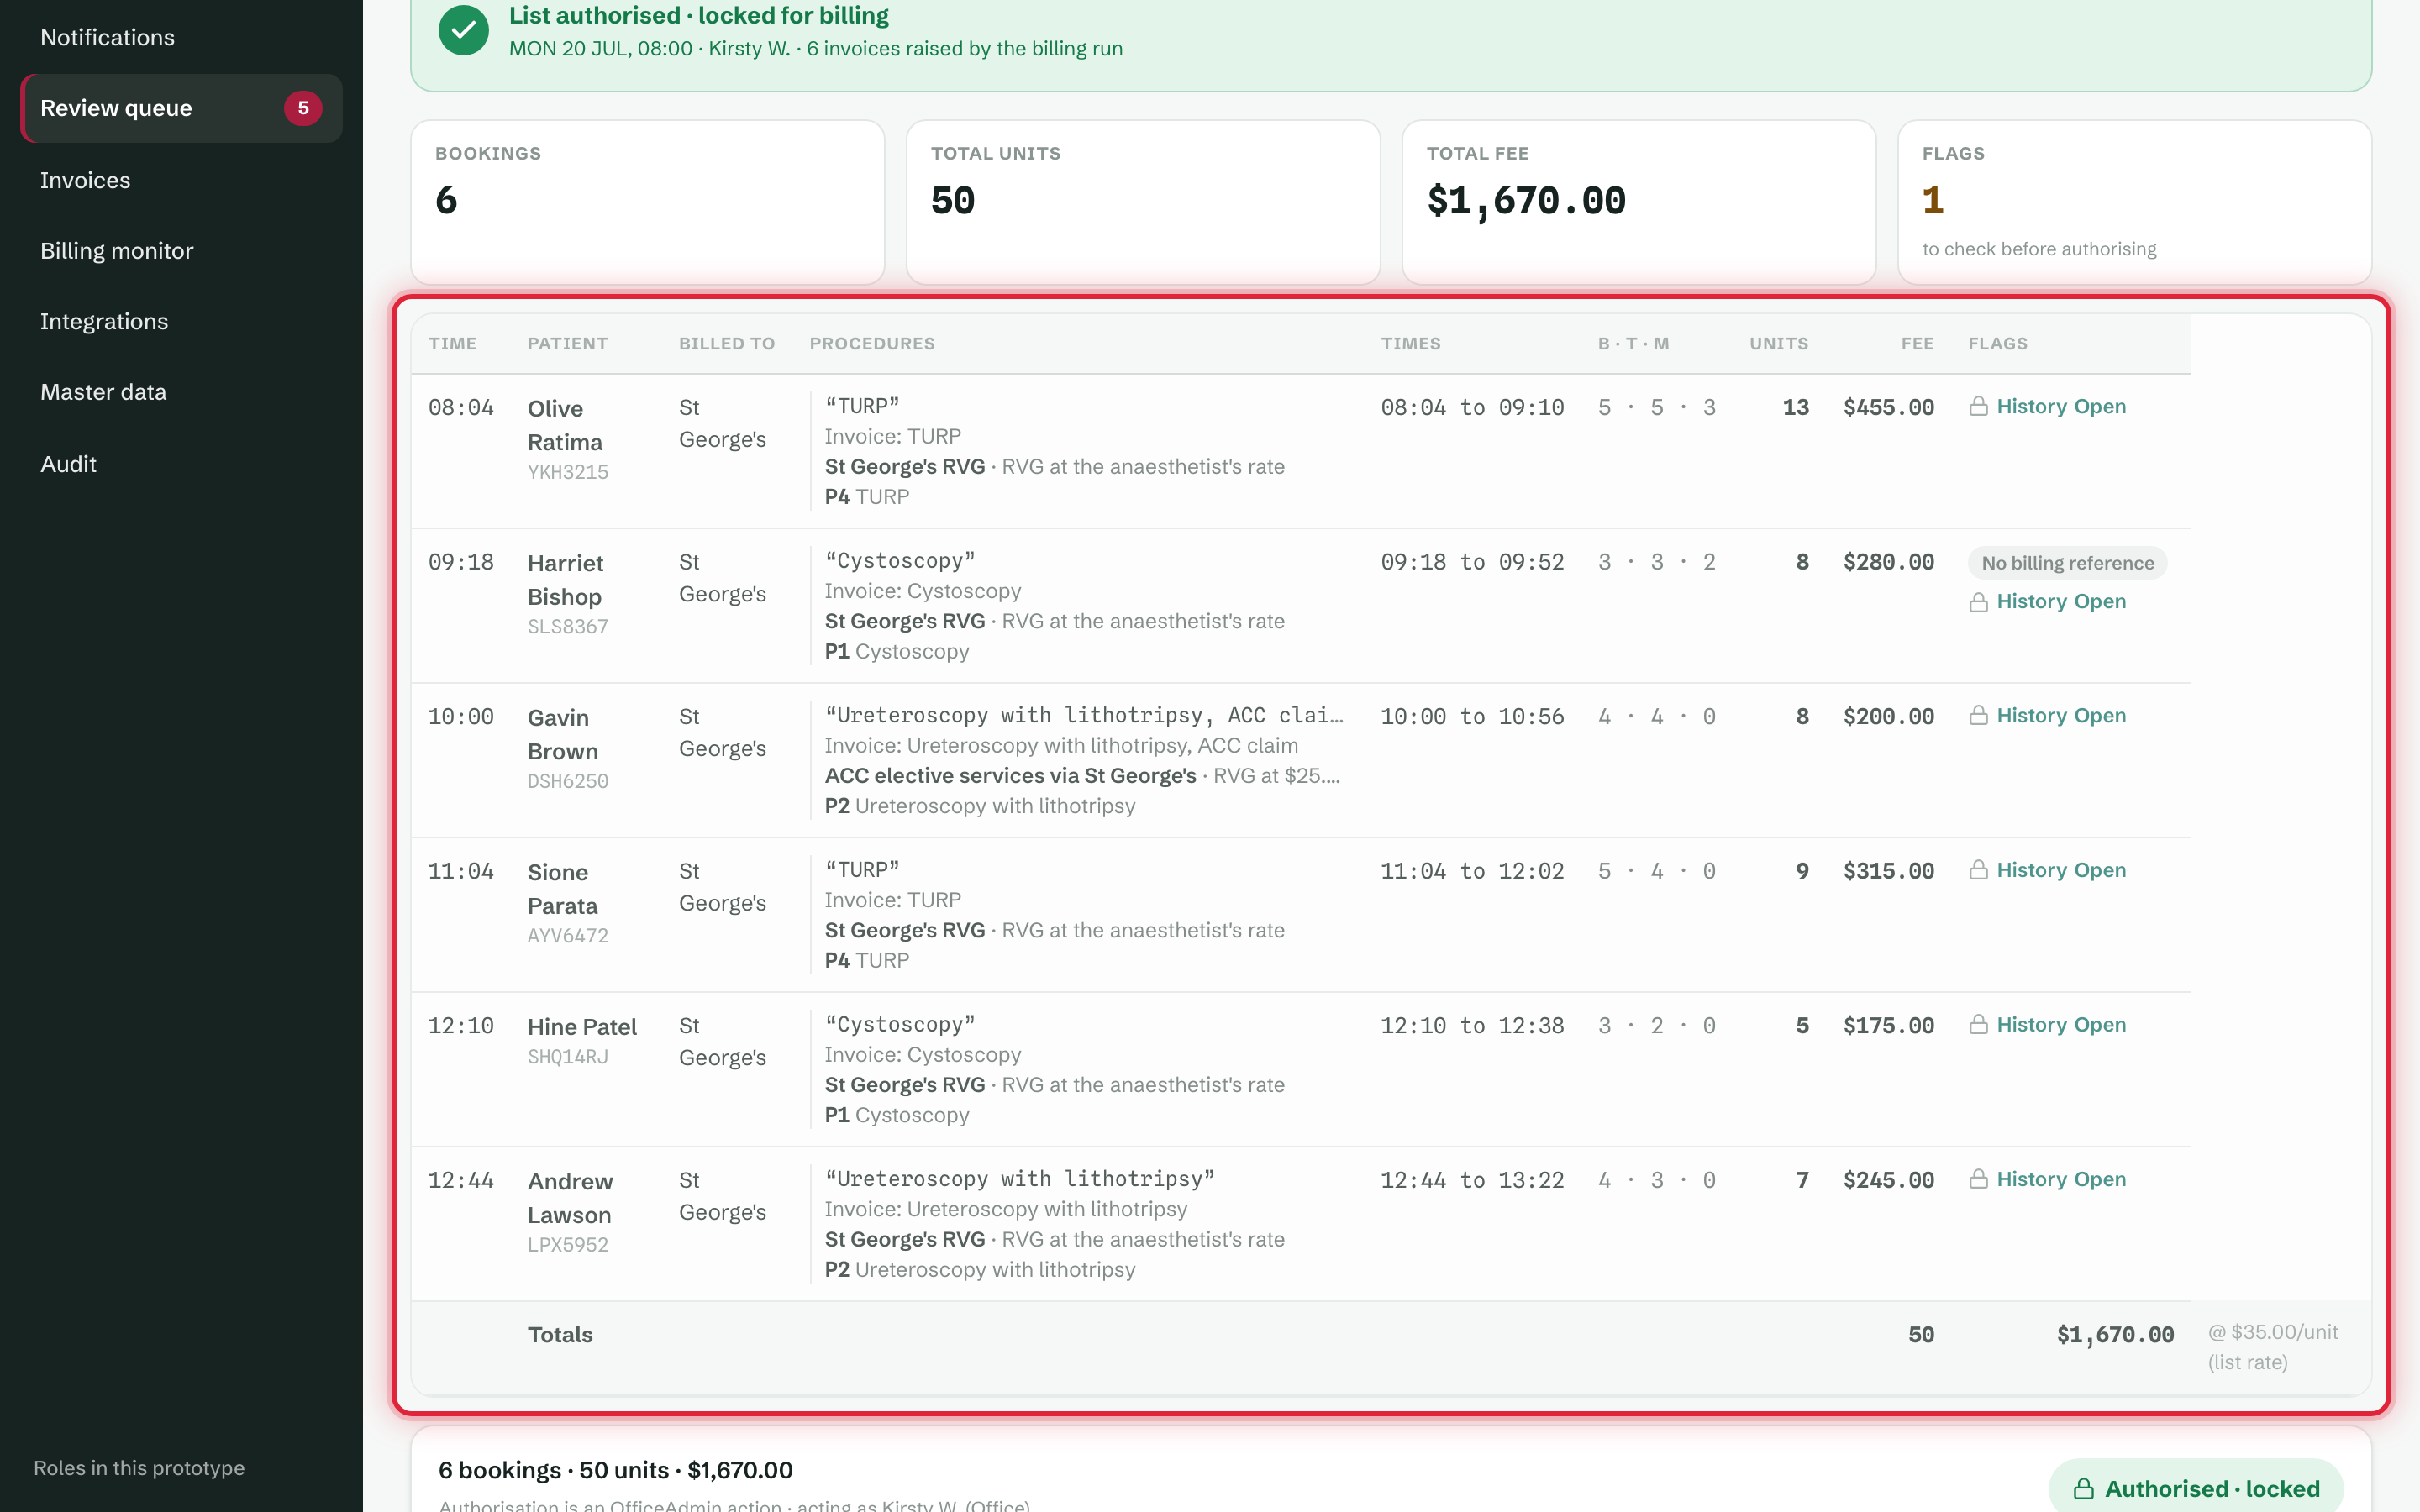 Notifications
Review queue 5
Invoices
Billing monitor
Integrations
Master data
Audit
Roles in this prototype
List authorised · locked for billing
MON 20 JUL, 08:00 · Kirsty W. · 6 invoices raised by the billing run
BOOKINGS
6
TOTAL UNITS
50
TOTAL FEE
$1,670.00
FLAGS
1
to check before authorising
TIME PATIENT BILLED TO PROCEDURES TIMES B · T · M UNITS FEE FLAGS
08:04 Olive Ratima YKH3215 St George's “TURP” 08:04 to 09:10 5 · 5 · 3 13 $455.00 History Open
Invoice: TURP
St George's RVG · RVG at the anaesthetist's rate
P4 TURP
09:18 Harriet Bishop SLS8367 St George's “Cystoscopy” 09:18 to 09:52 3 · 3 · 2 8 $280.00 No billing reference
Invoice: Cystoscopy History Open
St George's RVG · RVG at the anaesthetist's rate
P1 Cystoscopy
10:00 Gavin Brown DSH6250 St George's “Ureteroscopy with lithotripsy, ACC clai… 10:00 to 10:56 4 · 4 · 0 8 $200.00 History Open
Invoice: Ureteroscopy with lithotripsy, ACC claim
ACC elective services via St George's · RVG at $25.…
P2 Ureteroscopy with lithotripsy
11:04 Sione Parata AYV6472 St George's “TURP” 11:04 to 12:02 5 · 4 · 0 9 $315.00 History Open
Invoice: TURP
St George's RVG · RVG at the anaesthetist's rate
P4 TURP
12:10 Hine Patel SHQ14RJ St George's “Cystoscopy” 12:10 to 12:38 3 · 2 · 0 5 $175.00 History Open
Invoice: Cystoscopy
St George's RVG · RVG at the anaesthetist's rate
P1 Cystoscopy
12:44 Andrew Lawson LPX5952 St George's “Ureteroscopy with lithotripsy” 12:44 to 13:22 4 · 3 · 0 7 $245.00 History Open
Invoice: Ureteroscopy with lithotripsy
St George's RVG · RVG at the anaesthetist's rate
P2 Ureteroscopy with lithotripsy
Totals 50 $1,670.00 @ $35.00/unit
(list rate)
6 bookings · 50 units · $1,670.00
Authorisation is an OfficeAdmin action · acting as Kirsty W. (Office)
Authorised · locked